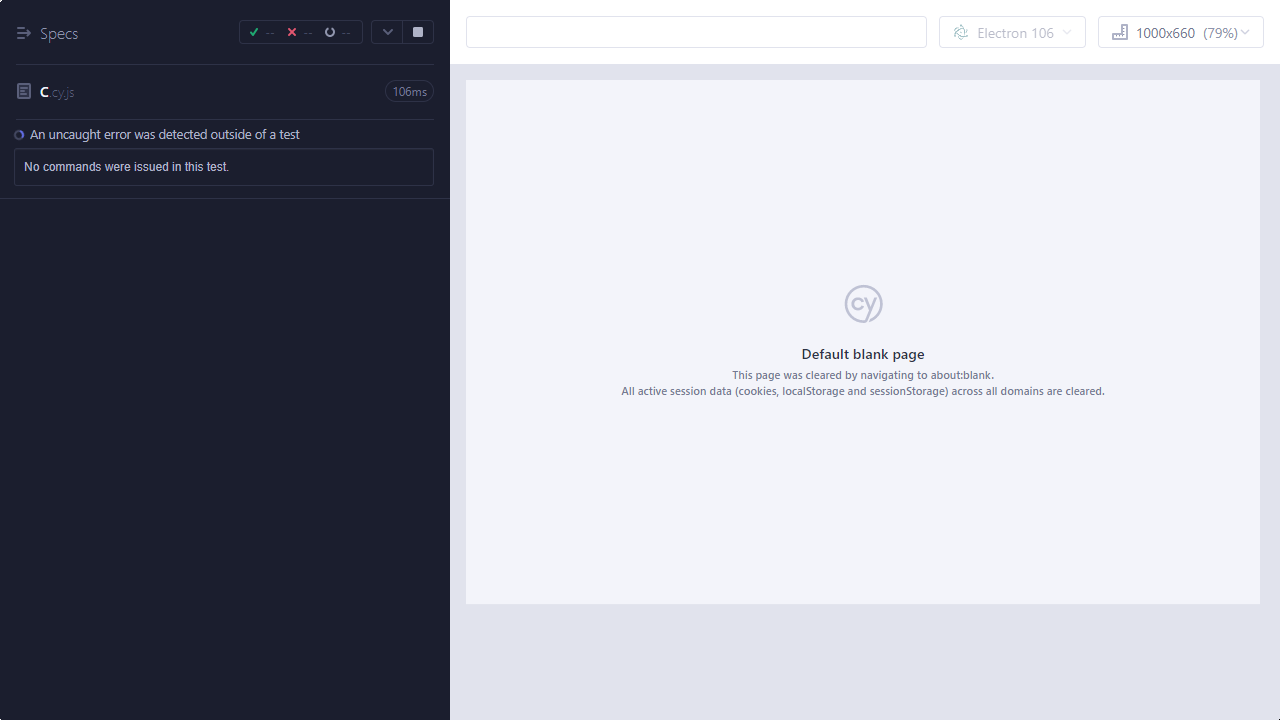 Specs
-- -- --
C.cy.js
106ms
An uncaught error was detected outside of a test
No commands were issued in this test.
Electron 106
1000x660 (79%)
cy
Default blank page
This page was cleared by navigating to about:blank.
All active session data (cookies, localStorage and sessionStorage) across all domains are cleared.